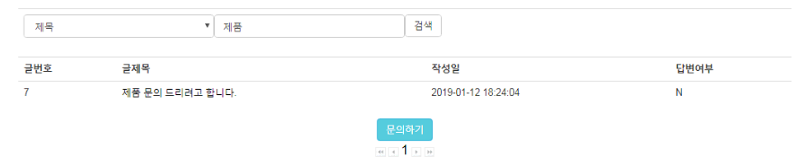 제목 제품 검색
글번호 글제목 작성일 답변여부
7 제품 문의 드리려고 합니다. 2019-01-12 18:24:04 N
문의하기
1